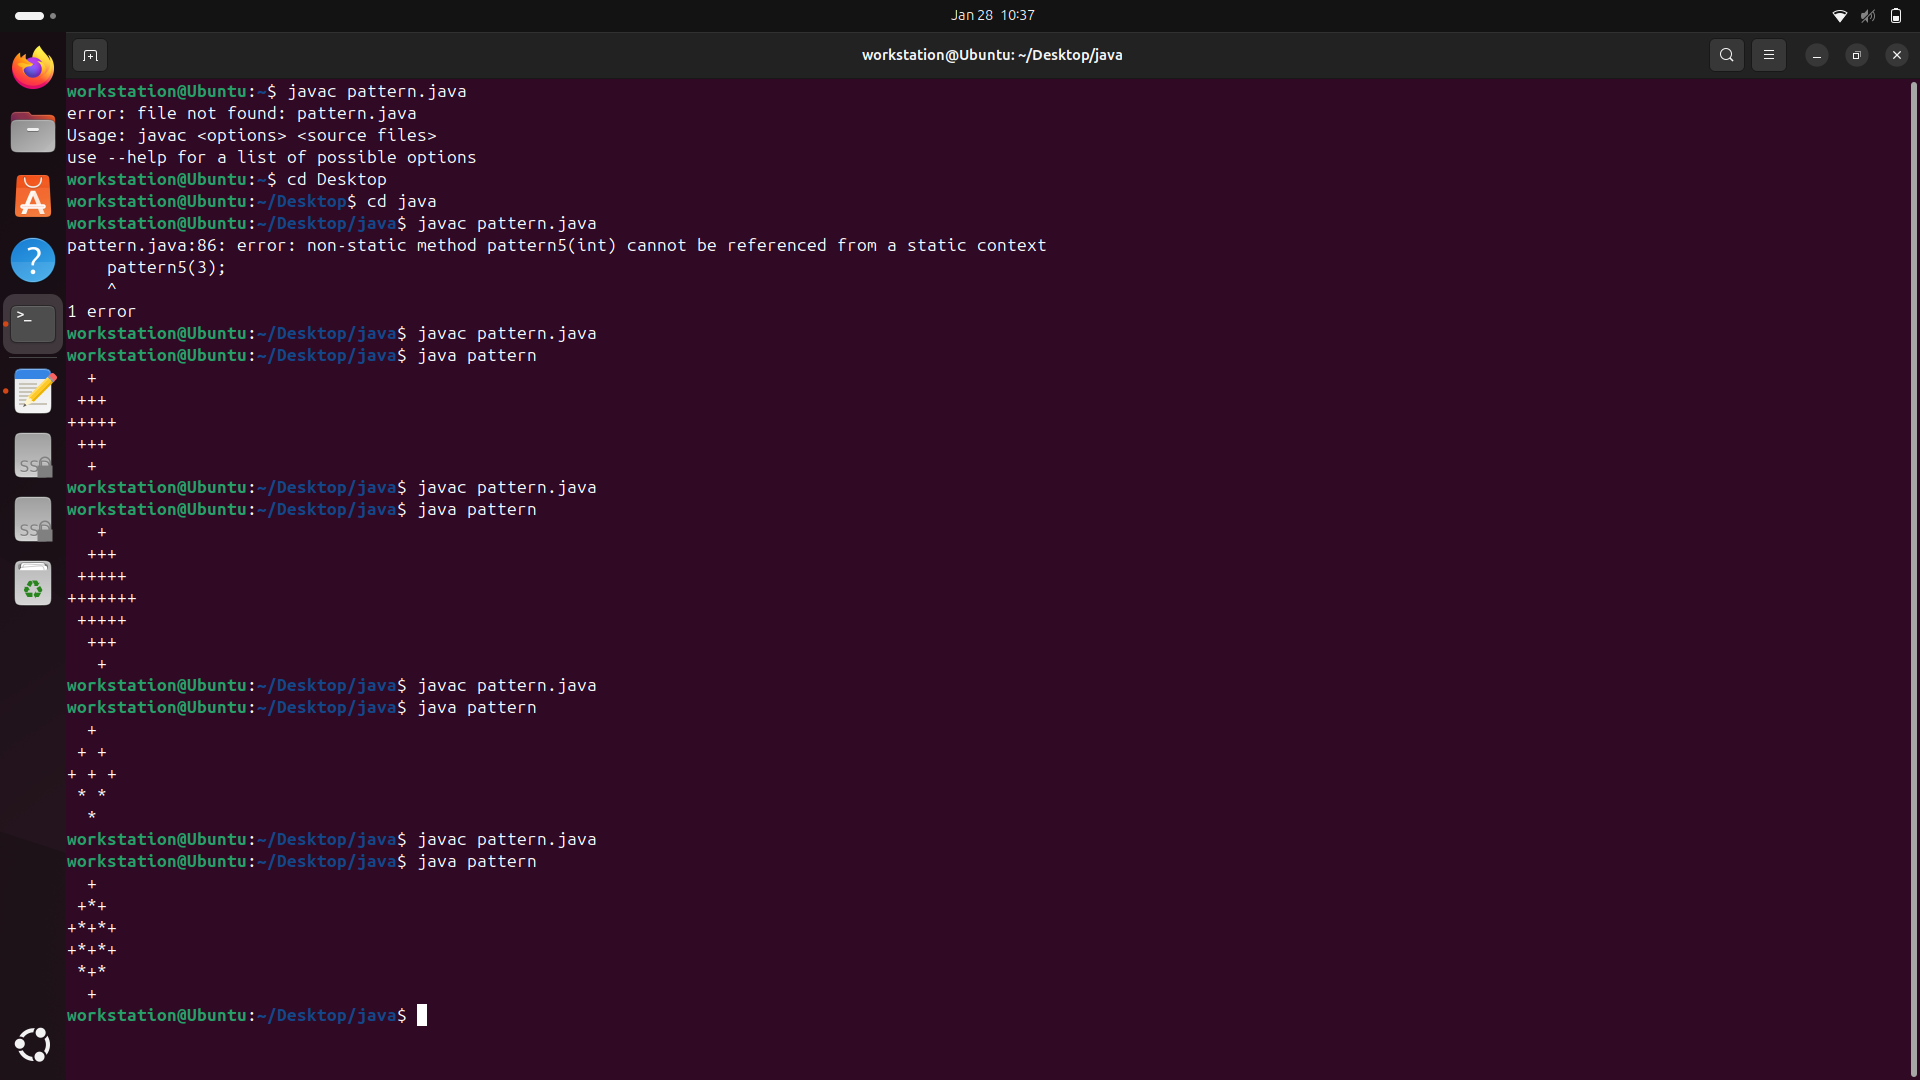 Jan 28  10:37
workstation@Ubuntu: ~/Desktop/java
workstation@Ubuntu:~$ javac pattern.java
error: file not found: pattern.java
Usage: javac <options> <source files>
use --help for a list of possible options
workstation@Ubuntu:~$ cd Desktop
workstation@Ubuntu:~/Desktop$ cd java
workstation@Ubuntu:~/Desktop/java$ javac pattern.java
pattern.java:86: error: non-static method pattern5(int) cannot be referenced from a static context
    pattern5(3);
    ^
1 error
workstation@Ubuntu:~/Desktop/java$ javac pattern.java
workstation@Ubuntu:~/Desktop/java$ java pattern
  +
 +++
+++++
 +++
  +
workstation@Ubuntu:~/Desktop/java$ javac pattern.java
workstation@Ubuntu:~/Desktop/java$ java pattern
   +
  +++
 +++++
+++++++
 +++++
  +++
   +
workstation@Ubuntu:~/Desktop/java$ javac pattern.java
workstation@Ubuntu:~/Desktop/java$ java pattern
  +
 + +
+ + +
 * *
  *
workstation@Ubuntu:~/Desktop/java$ javac pattern.java
workstation@Ubuntu:~/Desktop/java$ java pattern
  +
 +*+
+*+*+
+*+*+
 *+*
  +
workstation@Ubuntu:~/Desktop/java$